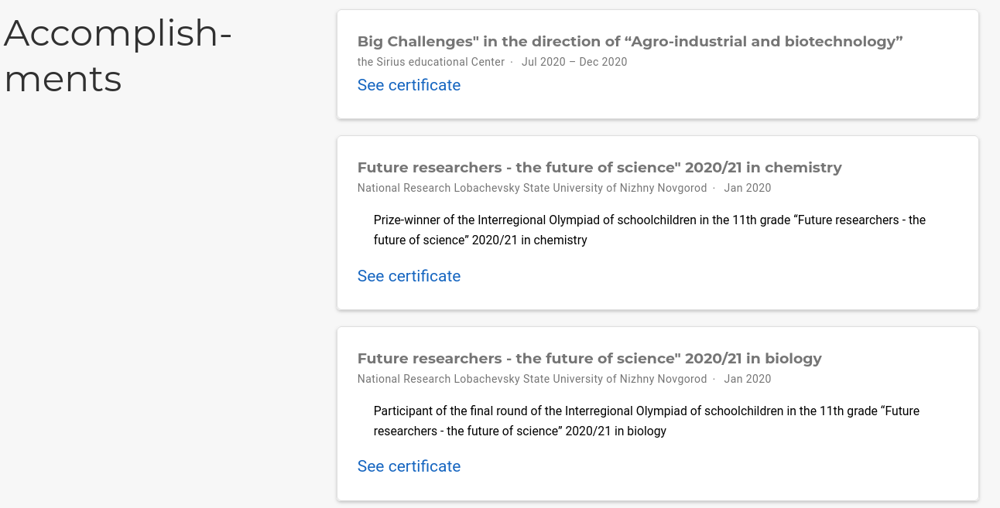 Accomplish-
ments
Big Challenges" in the direction of “Agro-industrial and biotechnology”
the Sirius educational Center · Jul 2020 – Dec 2020
See certificate
Future researchers - the future of science" 2020/21 in chemistry
National Research Lobachevsky State University of Nizhny Novgorod · Jan 2020
Prize-winner of the Interregional Olympiad of schoolchildren in the 11th grade “Future researchers - the
future of science” 2020/21 in chemistry
See certificate
Future researchers - the future of science" 2020/21 in biology
National Research Lobachevsky State University of Nizhny Novgorod · Jan 2020
Participant of the final round of the Interregional Olympiad of schoolchildren in the 11th grade “Future
researchers - the future of science” 2020/21 in biology
See certificate